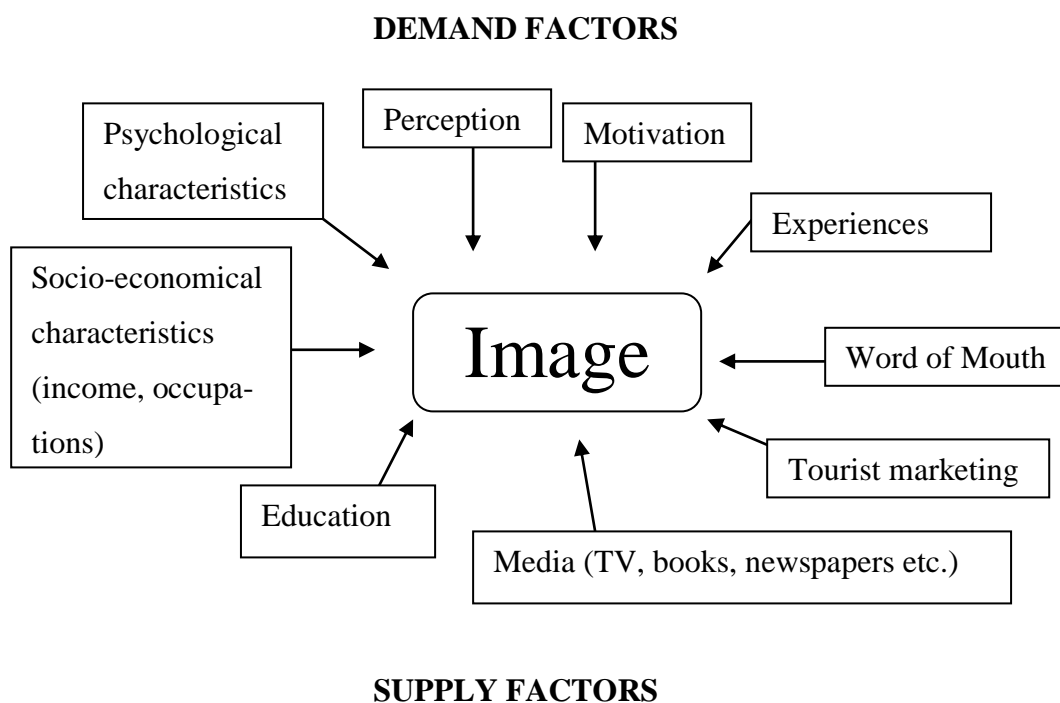 DEMAND FACTORS
Psychological
characteristics
Perception
Motivation
Experiences
Socio-economical
characteristics
(income, occupa-
tions)
Image
Word of Mouth
Tourist marketing
Education
Media (TV, books, newspapers etc.)
SUPPLY FACTORS